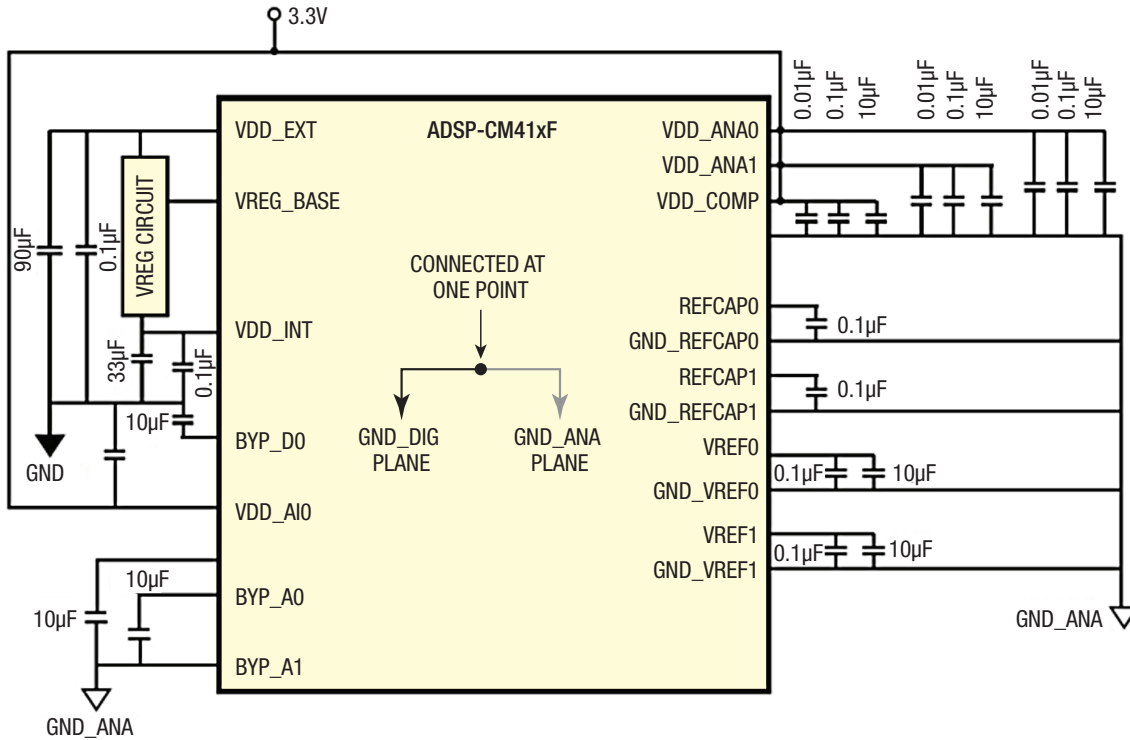 3.3V
ADSP-CM41xF
VDD_EXT
VREG_BASE
VDD_INT
BYP_D0
VDD_AI0
BYP_A0
BYP_A1
VREG CIRCUIT
90µF
0.1µF
33µF
0.1µF
10µF
GND
10µF
10µF
GND_ANA
CONNECTED AT
ONE POINT
GND_DIG
PLANE
GND_ANA
PLANE
VDD_ANA0
VDD_ANA1
VDD_COMP
REFCAP0
GND_REFCAP0
REFCAP1
GND_REFCAP1
VREF0
GND_VREF0
VREF1
GND_VREF1
0.01µF
0.1µF
10µF
0.01µF
0.1µF
10µF
0.01µF
0.1µF
10µF
0.1µF
0.1µF
0.1µF
10µF
0.1µF
10µF
GND_ANA